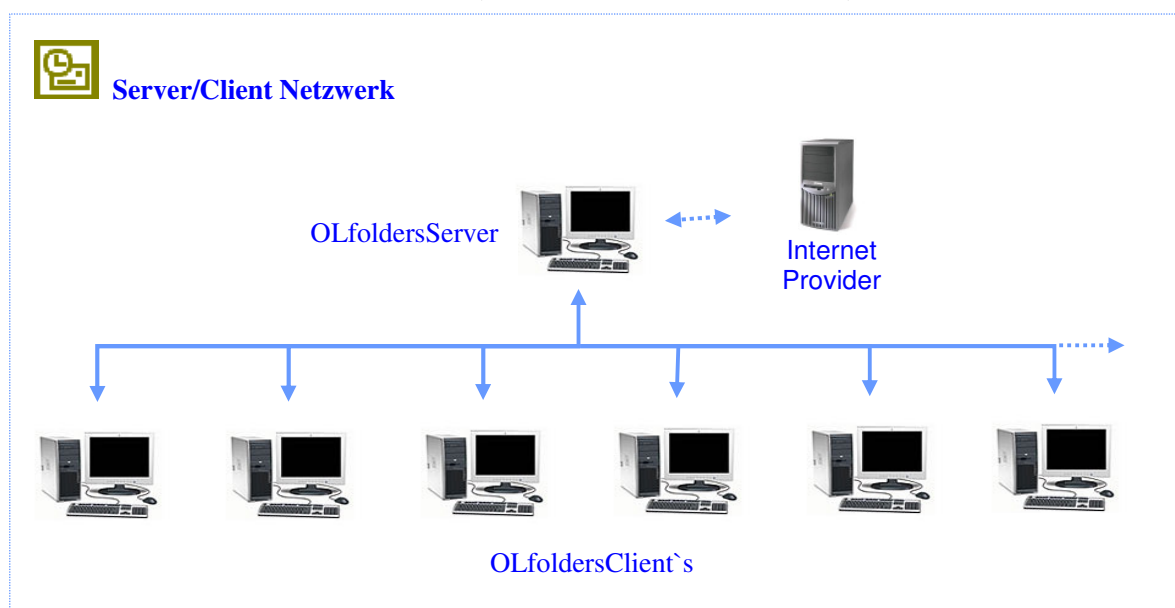 Server/Client Netzwerk
OLfoldersServer
Internet
Provider
OLfoldersClient`s